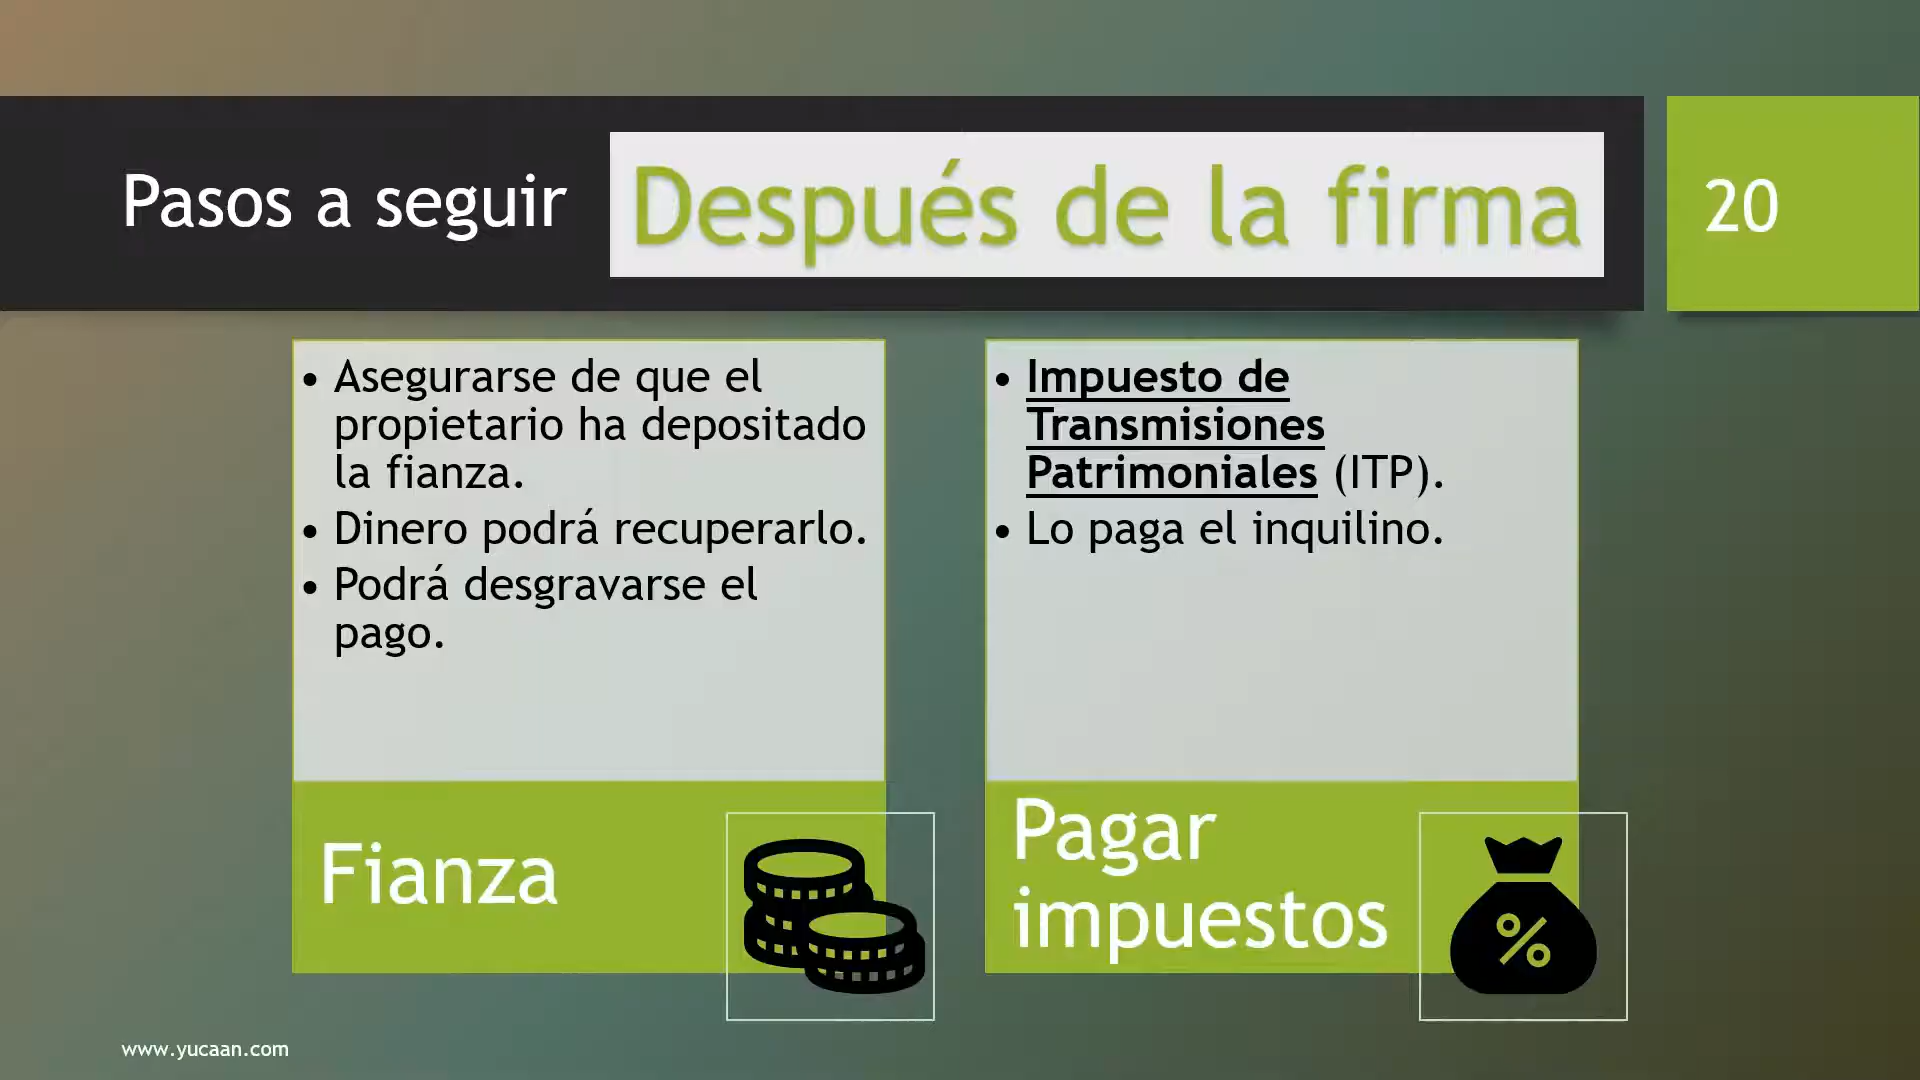 Pasos a seguir Después de la firma
20
• Asegurarse de que el
propietario ha depositado
la fianza.
• Dinero podrá recuperarlo.
• Podrá desgravarse el
pago.
Fianza
• Impuesto de
Transmisiones
Patrimoniales (ITP).
• Lo paga el inquilino.
Pagar
impuestos
%
www.yucaan.com